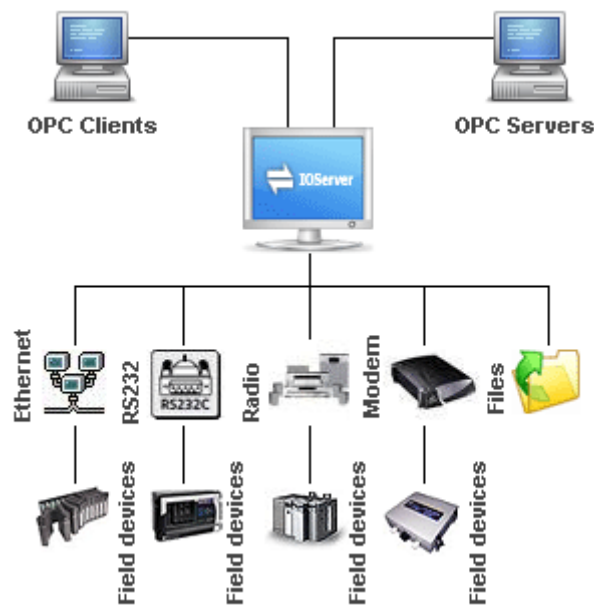 OPC Clients
OPC Servers
IOServer
Ethernet
RS232
RS232C
Radio
Modem
Files
Field devices
Field devices
Field devices
Field devices